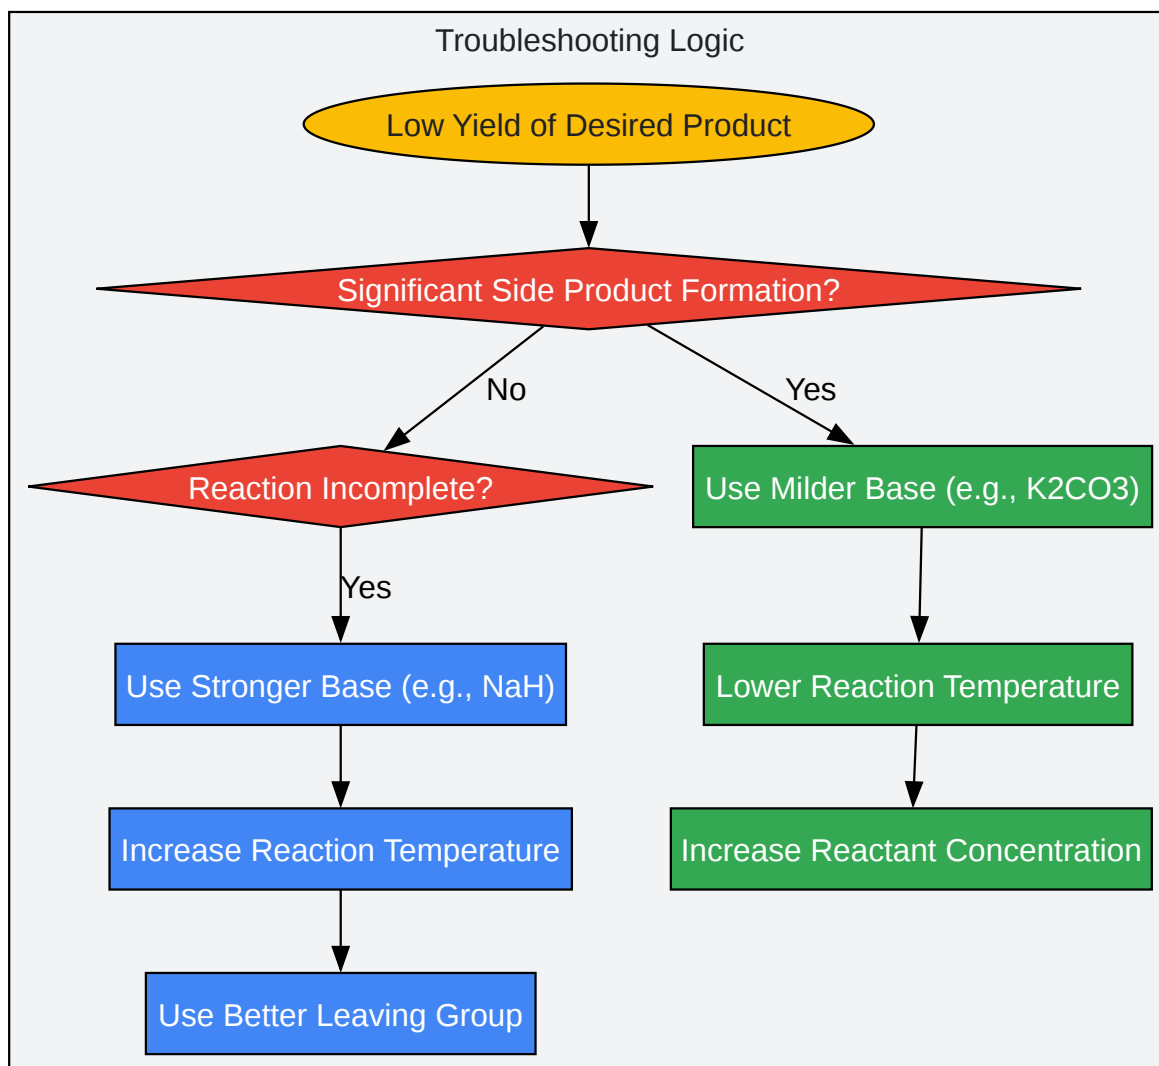 Troubleshooting Logic
Low Yield of Desired Product
Significant Side Product Formation?
No
Yes
Reaction Incomplete?
Use Milder Base (e.g., K2CO3)
Yes
Use Stronger Base (e.g., NaH)
Lower Reaction Temperature
Increase Reaction Temperature
Increase Reactant Concentration
Use Better Leaving Group